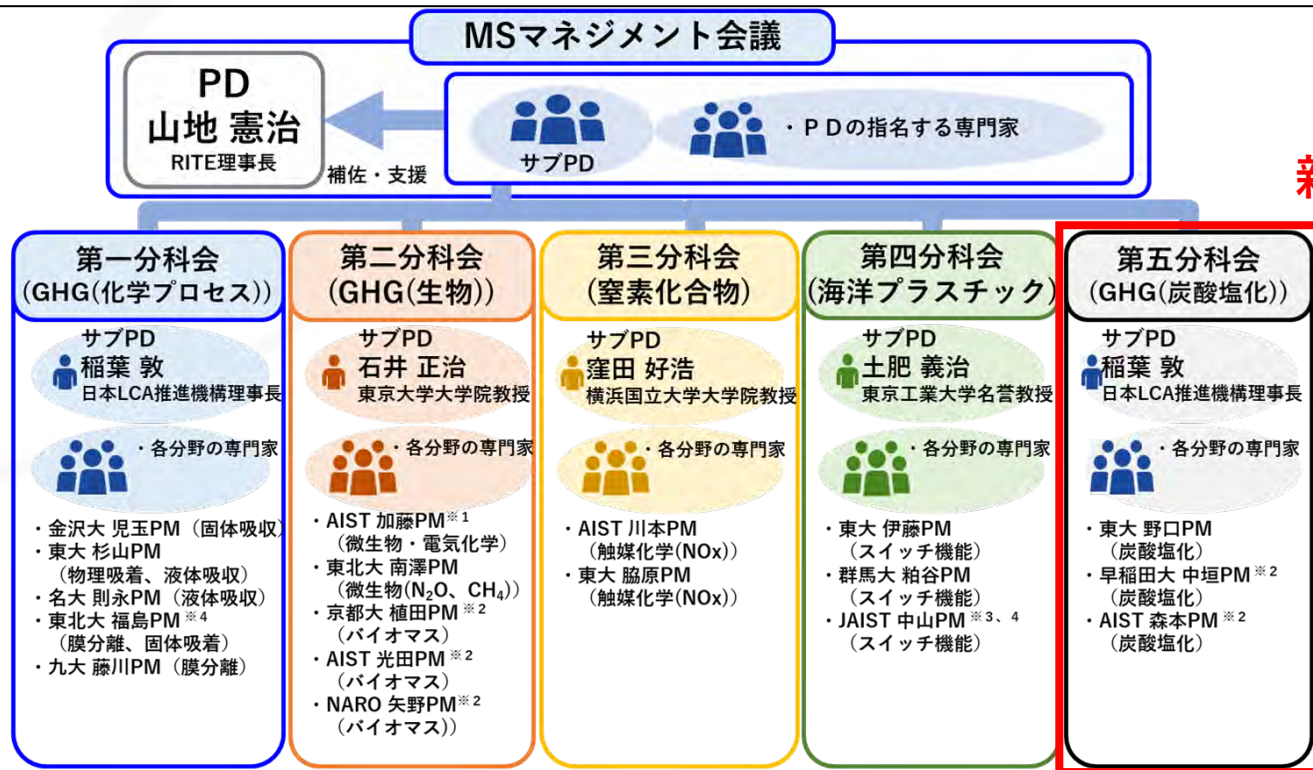 MSマネジメント会議
PD
山地 憲治
RITE理事長
補佐・支援
サブPD
・ＰＤの指名する専門家
第一分科会
(GHG(化学プロセス))
サブPD
稲葉 敦
日本LCA推進機構理事長
・各分野の専門家
・金沢大 児玉PM（固体吸収）
・東大 杉山PM
（物理吸着、液体吸収）
・名大 則永PM（液体吸収）
・東北大 福島PM※4
（膜分離、固体吸着）
・九大 藤川PM（膜分離）
第二分科会
(GHG(生物))
サブPD
石井 正治
東京大学大学院教授
・各分野の専門家
・AIST 加藤PM※1
（微生物・電気化学）
・東北大 南澤PM
（微生物(N₂O、CH₄)）
・京都大 植田PM※2
（バイオマス）
・AIST 光田PM※2
（バイオマス）
・NARO 矢野PM※2
（バイオマス））
第三分科会
(窒素化合物)
サブPD
窪田 好浩
横浜国立大学大学院教授
・各分野の専門家
・AIST 川本PM
（触媒化学(NOx)）
・東大 脇原PM
（触媒化学(NOx)）
第四分科会
(海洋プラスチック)
サブPD
土肥 義治
東京工業大学名誉教授
・各分野の専門家
・東大 伊藤PM
（スイッチ機能）
・群馬大 粕谷PM
（スイッチ機能）
・JAIST 中山PM※3、4
（スイッチ機能）
新
第五分科会
(GHG(炭酸塩化))
サブPD
稲葉 敦
日本LCA推進機構理事長
・各分野の専門家
・東大 野口PM
（炭酸塩化）
・早稲田大 中垣PM※2
（炭酸塩化）
・AIST 森本PM※2
（炭酸塩化）